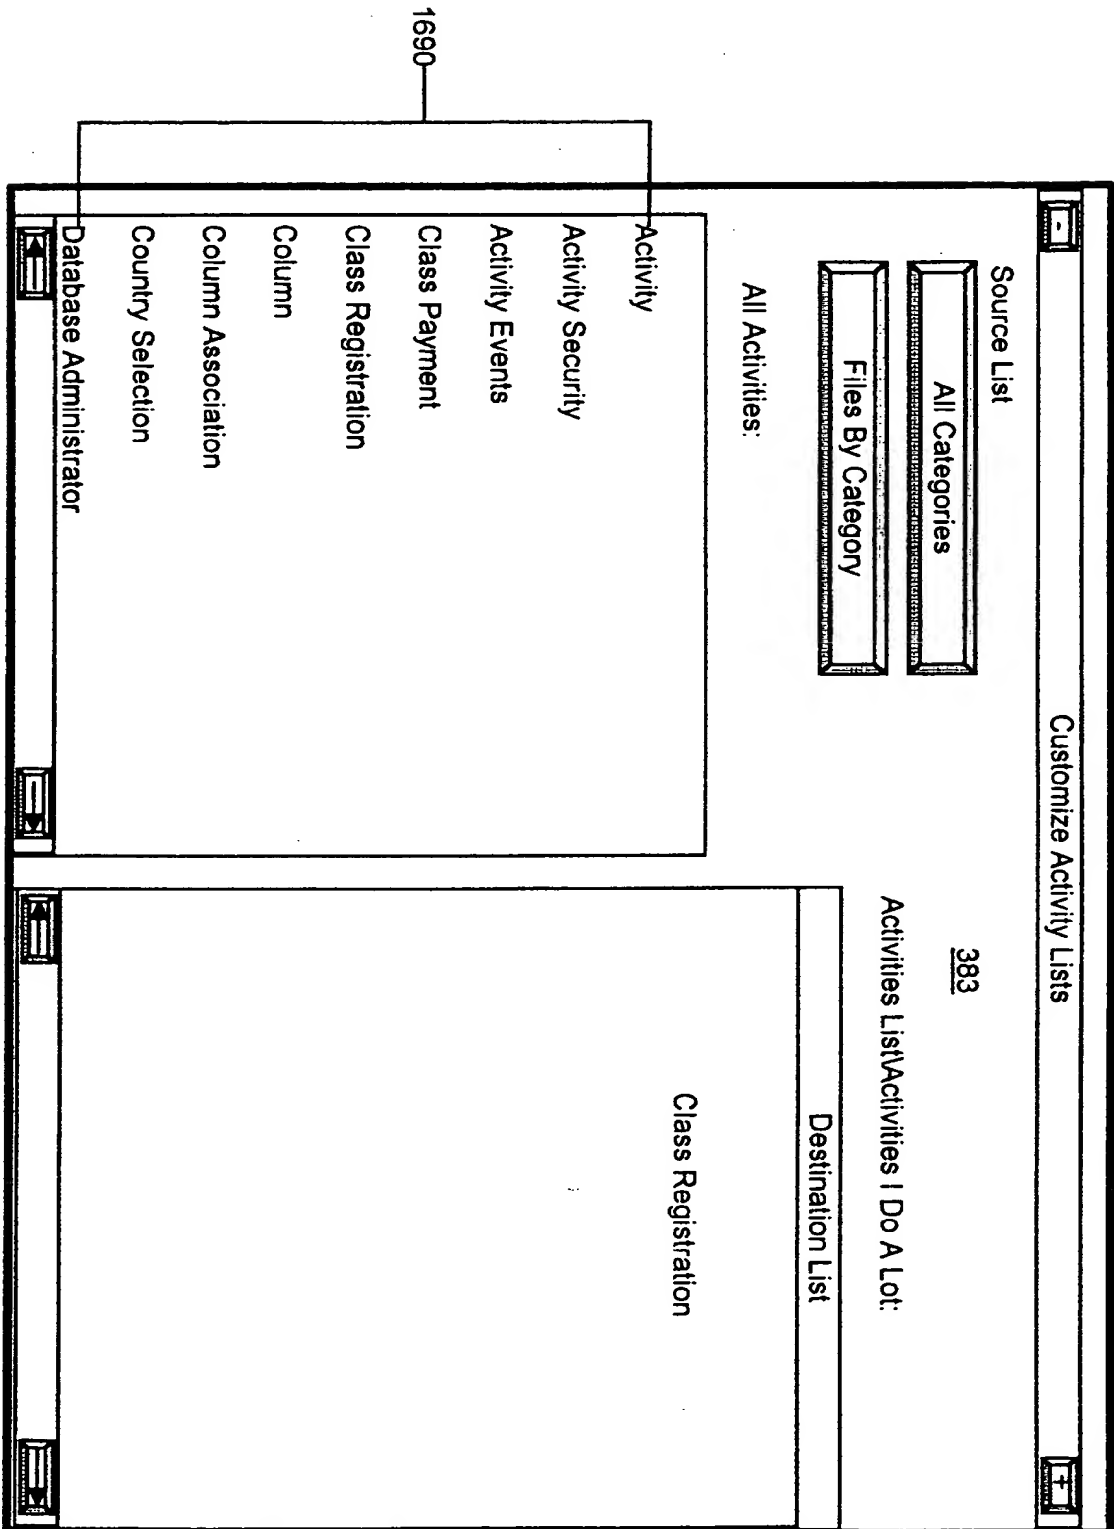 Customize Activity Lists
-
+
Source List
383
All Categories
Files By Category
Activities List\Activities I Do A Lot:
All Activities:
Destination List
1690
Activity
Activity Security
Activity Events
Class Payment
Class Registration
Column
Column Association
Country Selection
Database Administrator
Class Registration